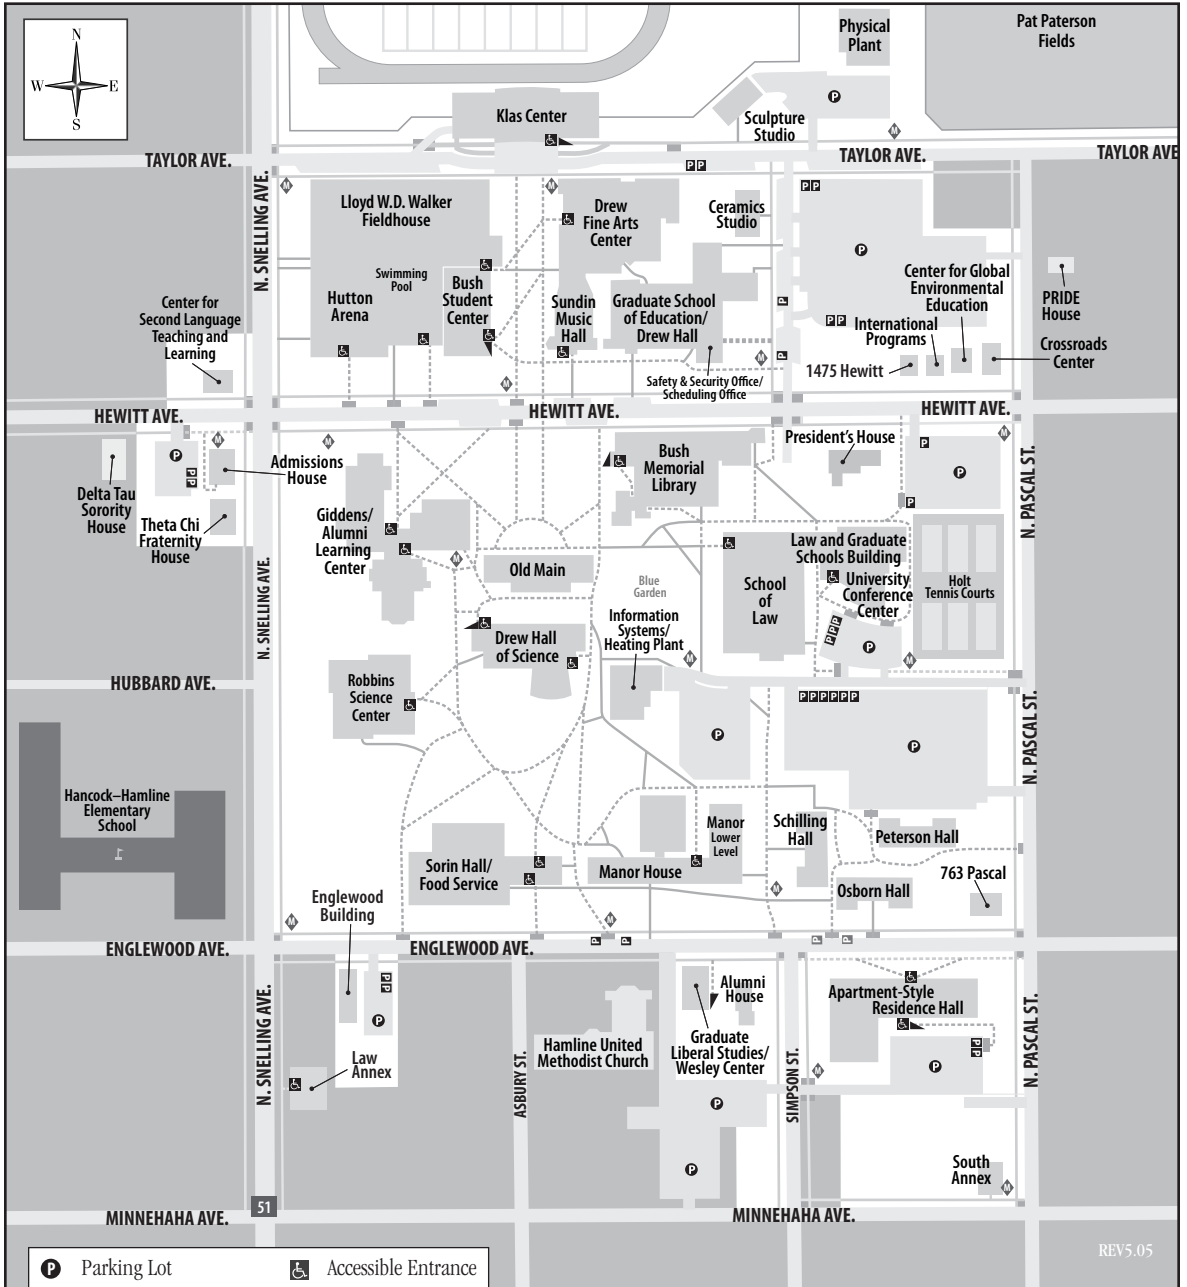 N
W
E
S
Physical
Plant
Pat Paterson
Fields
P
Klas Center
Sculpture
Studio
M
TAYLOR AVE.
TAYLOR AVE.
TAYLOR AVE
P P
N. SNELLING AVE.
M
M
P P
Lloyd W.D. Walker
Fieldhouse
Drew
Fine Arts
Center
Ceramics
Studio
P
Swimming
Pool
Hutton
Arena
Bush
Student
Center
Sundin
Music
Hall
Graduate School
of Education/
Drew Hall
P
P P
Center for Global
Environmental
Education
International
Programs
PRIDE
House
Crossroads
Center
Center for
Second Language
Teaching and
Learning
M
P
1475 Hewitt
Safety & Security Office/
Scheduling Office
M
HEWITT AVE.
HEWITT AVE.
HEWITT AVE.
M
M
M
P
P P
Admissions
House
Delta Tau
Sorority
House
Theta Chi
Fraternity
House
Bush
Memorial
Library
President's House
P
P
P
N. PASCAL ST.
Giddens/
Alumni
Learning
Center
M
Old Main
Law and Graduate
Schools Building
University
Conference
Center
Holt
Tennis Courts
School
of
Law
Blue
Garden
Information
Systems/
Heating Plant
N. SNELLING AVE.
Drew Hall
of Science
P P P
P
M
M
HUBBARD AVE.
Robbins
Science
Center
P P P P P P
P
P
N. PASCAL ST.
Hancock–Hamline
Elementary
School
Manor
Lower
Level
Schilling
Hall
Peterson Hall
Sorin Hall/
Food Service
Manor House
763 Pascal
Osborn Hall
M
Englewood
Building
M
M
ENGLEWOOD AVE.
ENGLEWOOD AVE.
P
P
P
P
P P
P
Alumni
House
Apartment-Style
Residence Hall
N. SNELLING AVE.
Hamline United
Methodist Church
Graduate
Liberal Studies/
Wesley Center
P P
P
M
N. PASCAL ST.
Law
Annex
ASBURY ST.
SIMPSON ST.
P
P
South
Annex
M
51
MINNEHAHA AVE.
MINNEHAHA AVE.
REV5.05
P Parking Lot
Accessible Entrance